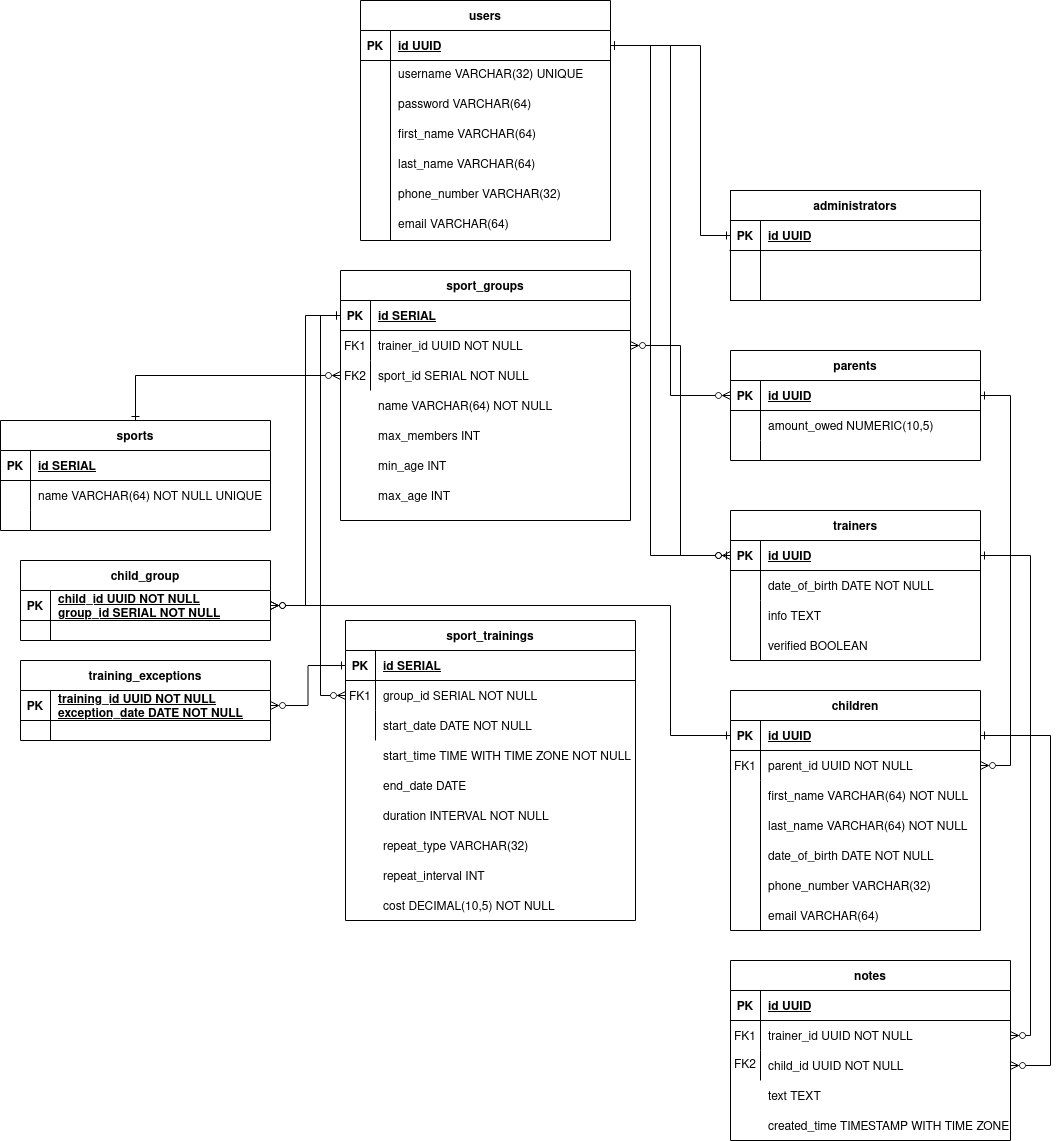 users
PK id UUID
username VARCHAR(32) UNIQUE
password VARCHAR(64)
first_name VARCHAR(64)
last_name VARCHAR(64)
phone_number VARCHAR(32)
email VARCHAR(64)
administrators
PK id UUID
sport_groups
PK id SERIAL
FK1 trainer_id UUID NOT NULL
FK2 sport_id SERIAL NOT NULL
name VARCHAR(64) NOT NULL
max_members INT
min_age INT
max_age INT
parents
PK id UUID
amount_owed NUMERIC(10,5)
sports
PK id SERIAL
name VARCHAR(64) NOT NULL UNIQUE
trainers
PK id UUID
date_of_birth DATE NOT NULL
info TEXT
verified BOOLEAN
child_group
PK child_id UUID NOT NULL
group_id SERIAL NOT NULL
training_exceptions
PK training_id UUID NOT NULL
exception_date DATE NOT NULL
sport_trainings
PK id SERIAL
FK1 group_id SERIAL NOT NULL
start_date DATE NOT NULL
start_time TIME WITH TIME ZONE NOT NULL
end_date DATE
duration INTERVAL NOT NULL
repeat_type VARCHAR(32)
repeat_interval INT
cost DECIMAL(10,5) NOT NULL
children
PK id UUID
FK1 parent_id UUID NOT NULL
first_name VARCHAR(64) NOT NULL
last_name VARCHAR(64) NOT NULL
date_of_birth DATE NOT NULL
phone_number VARCHAR(32)
email VARCHAR(64)
notes
PK id UUID
FK1 trainer_id UUID NOT NULL
FK2 child_id UUID NOT NULL
text TEXT
created_time TIMESTAMP WITH TIME ZONE